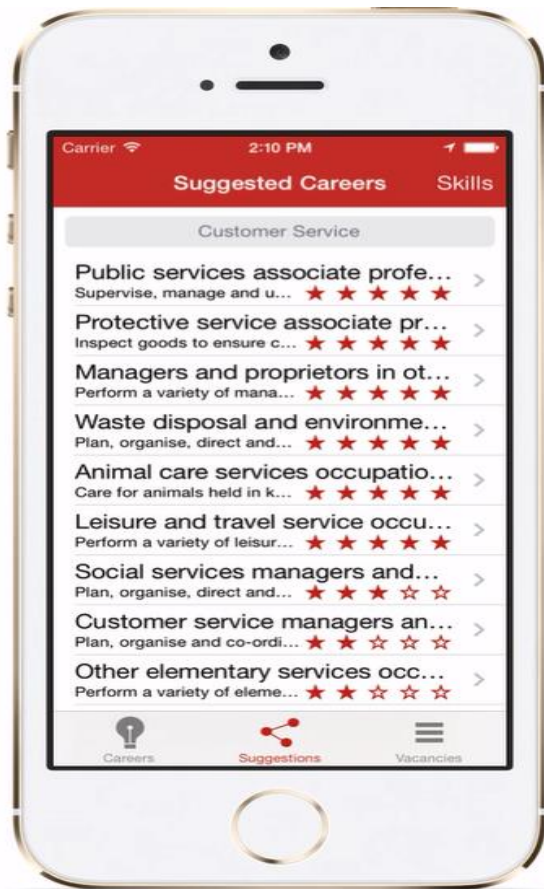 Carrier 2:10 PM
Suggested Careers Skills
Customer Service
Public services associate profe...
Supervise, manage and u...
Protective service associate pr...
Inspect goods to ensure c...
Managers and proprietors in ot...
Perform a variety of mana...
Waste disposal and environme...
Plan, organise, direct and...
Animal care services occupatio...
Care for animals held in k...
Leisure and travel service occu...
Perform a variety of leisur...
Social services managers and...
Plan, organise, direct and...
Customer service managers an...
Plan, organise and co-ordi...
Other elementary services occ...
Perform a variety of eleme...
Careers Suggestions Vacancies